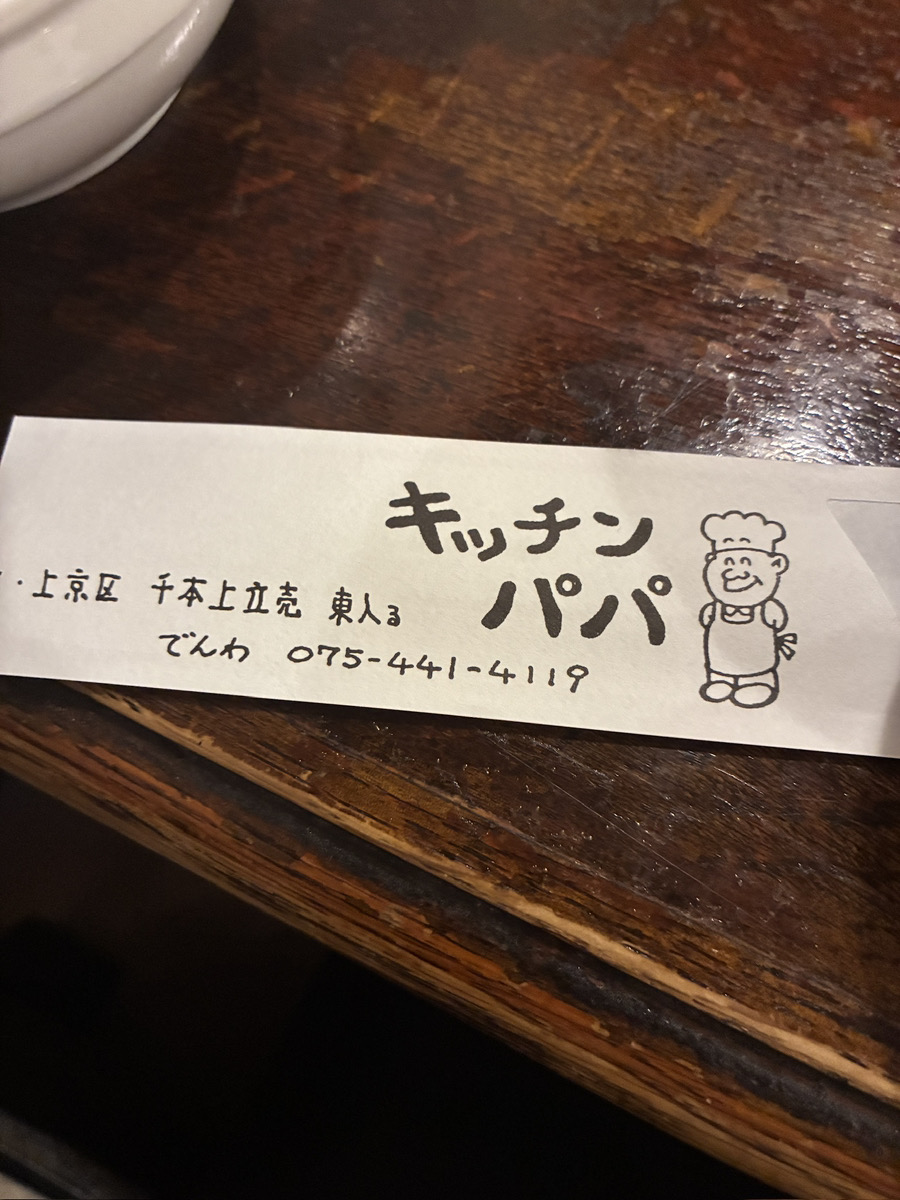 キッチン
パパ
・上京区 千本上立売 東入る
でんわ 075-441-4119